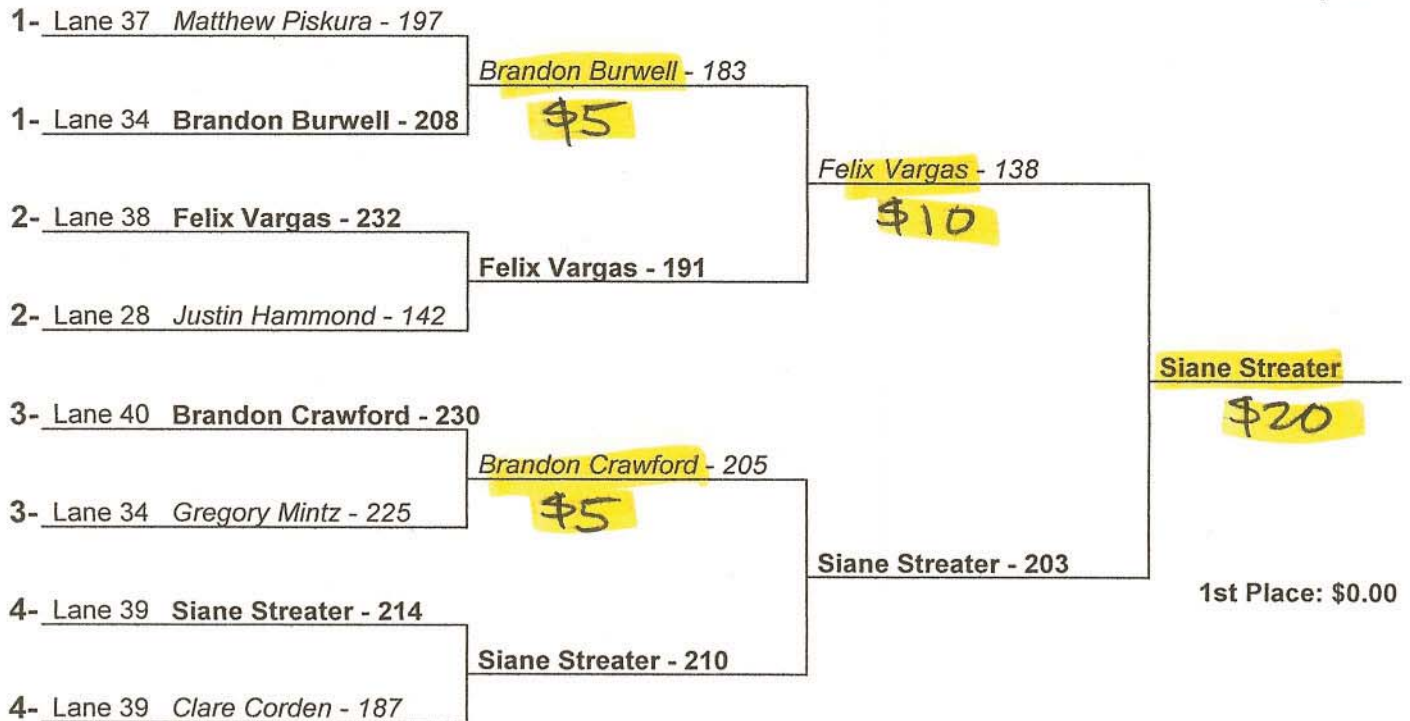 1- Lane 37 Matthew Piskura - 197
Brandon Burwell - 183
1- Lane 34 Brandon Burwell - 208
$5
Felix Vargas - 138
2- Lane 38 Felix Vargas - 232
$10
Felix Vargas - 191
2- Lane 28 Justin Hammond - 142
Siane Streater
3- Lane 40 Brandon Crawford - 230
$20
Brandon Crawford - 205
3- Lane 34 Gregory Mintz - 225
$5
Siane Streater - 203
1st Place: $0.00
4- Lane 39 Siane Streater - 214
Siane Streater - 210
4- Lane 39 Clare Corden - 187